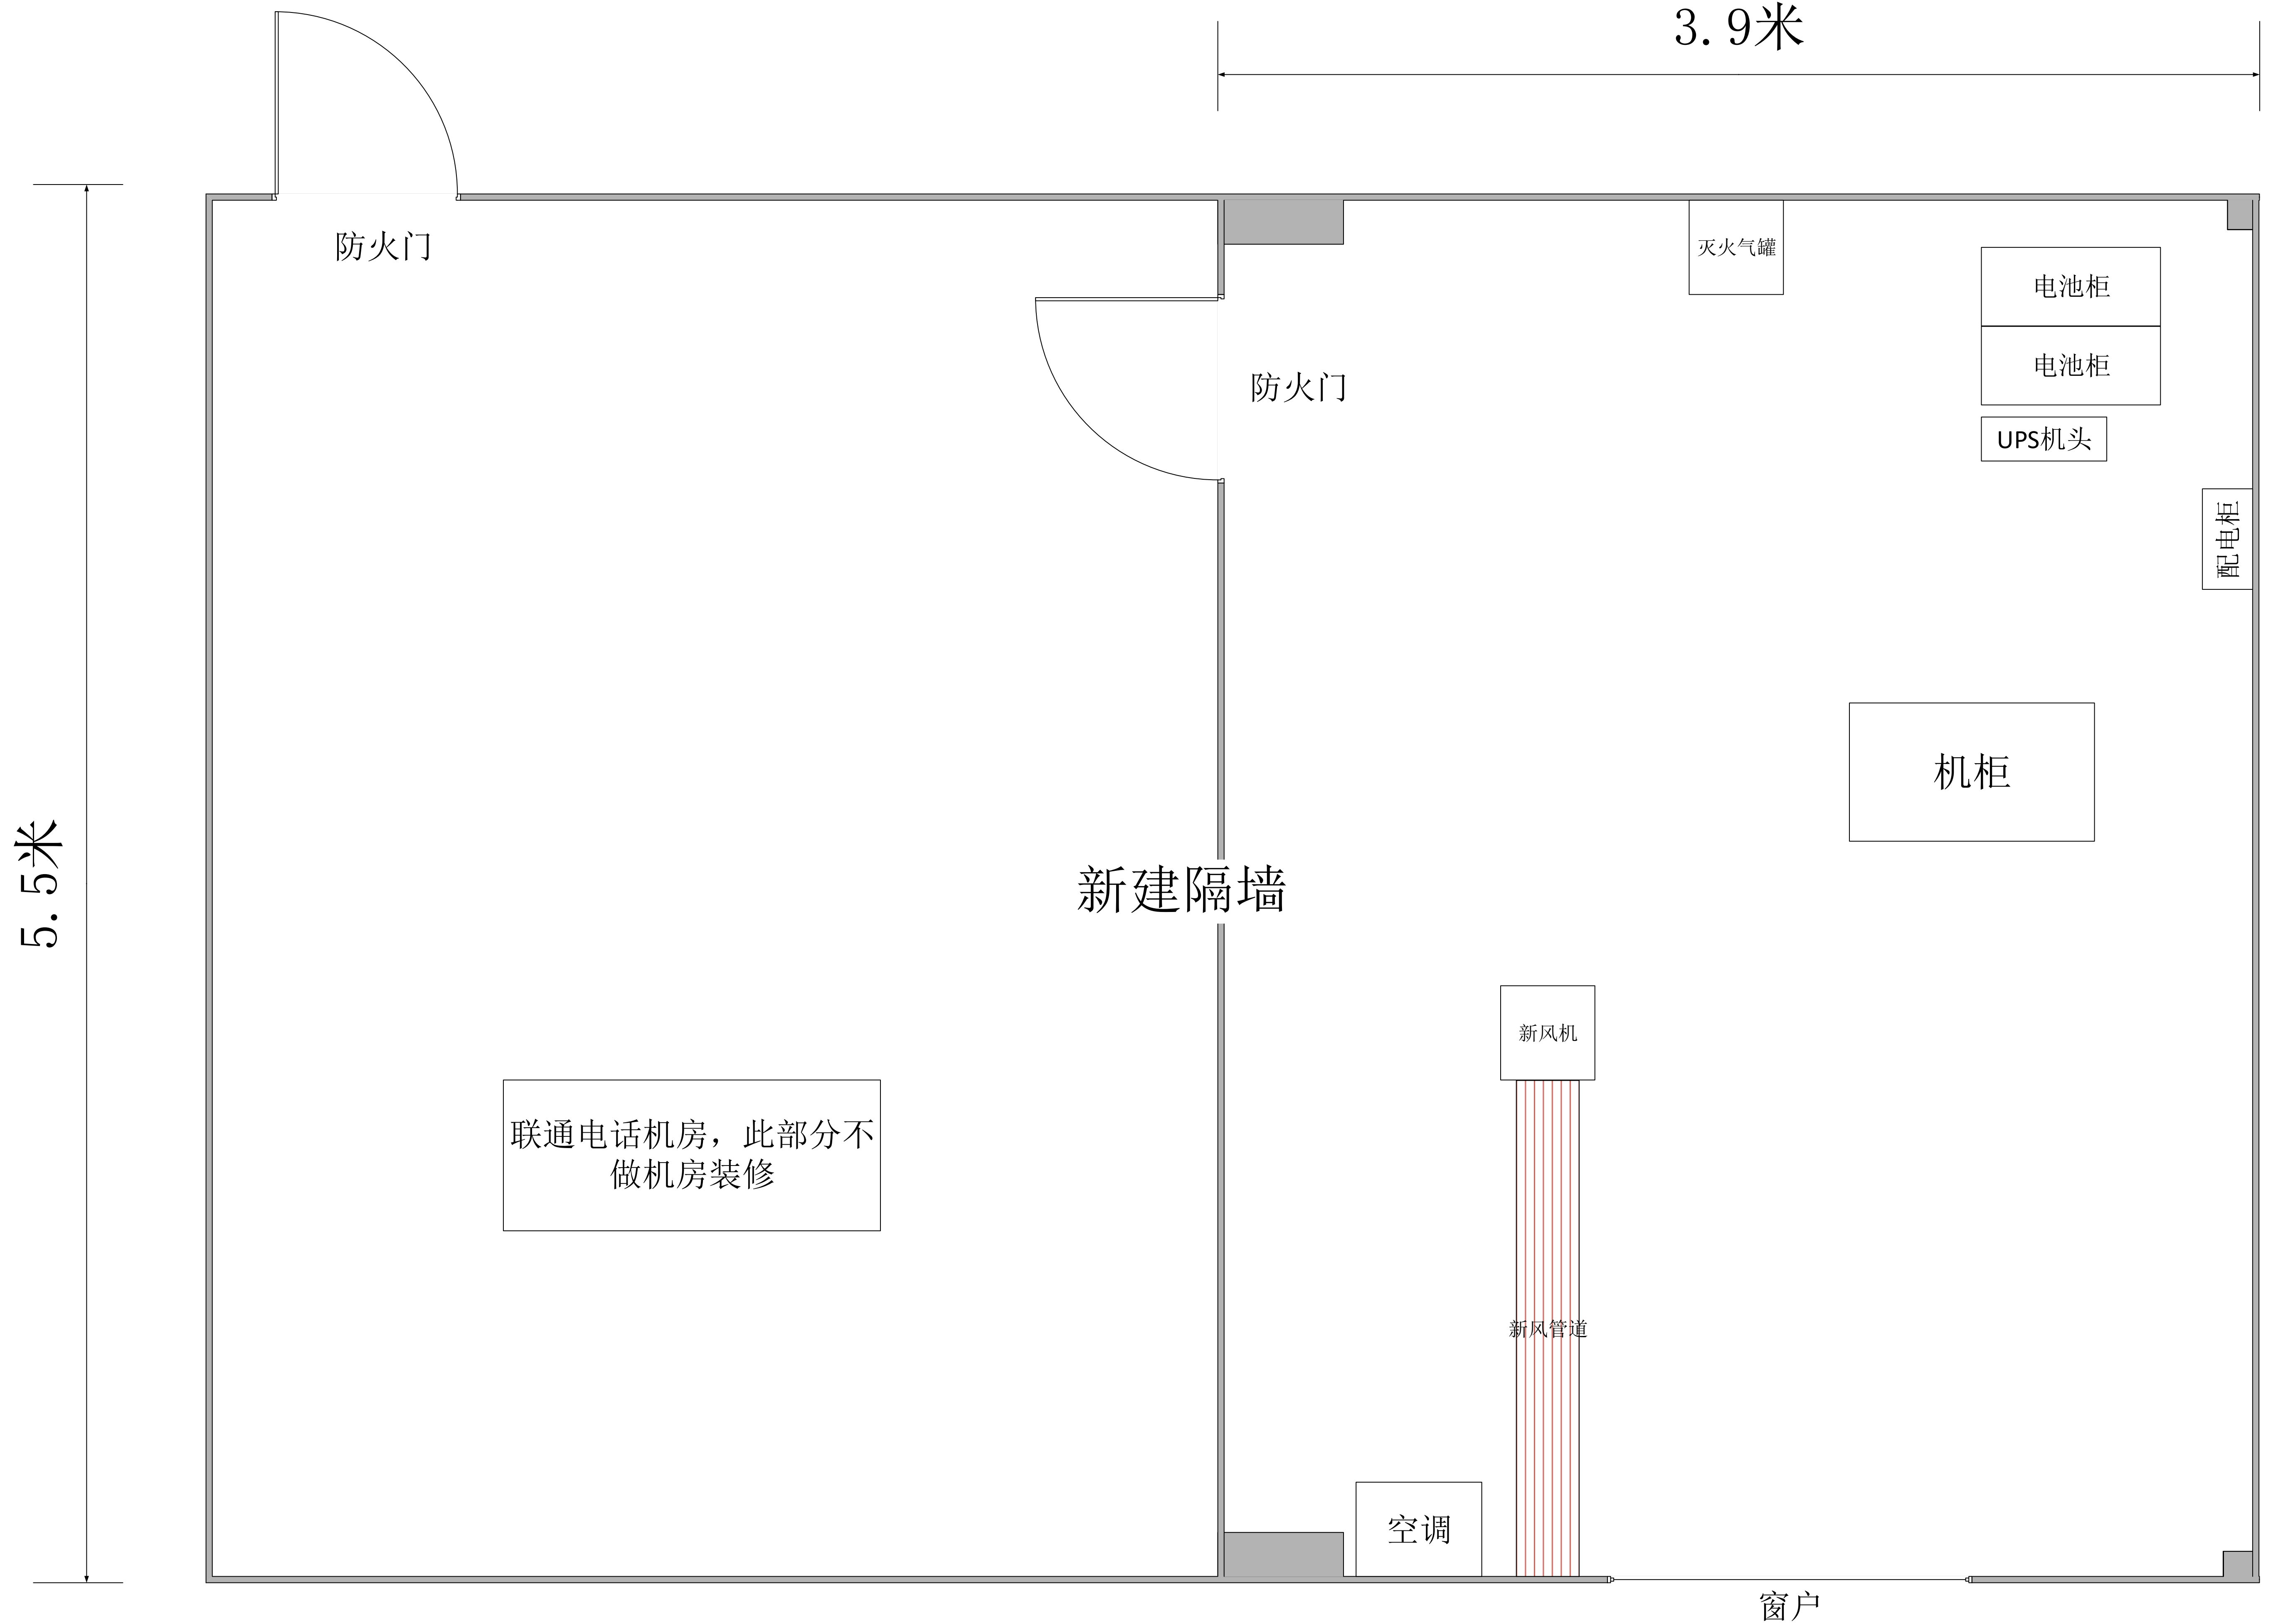 3.9米
防火门
灭火气罐
电池柜
电池柜
防火门
UPS机头
配电柜
机柜
5.5米
新建隔墙
新风机
联通电话机房，此部分不
做机房装修
新风管道
空调
窗户